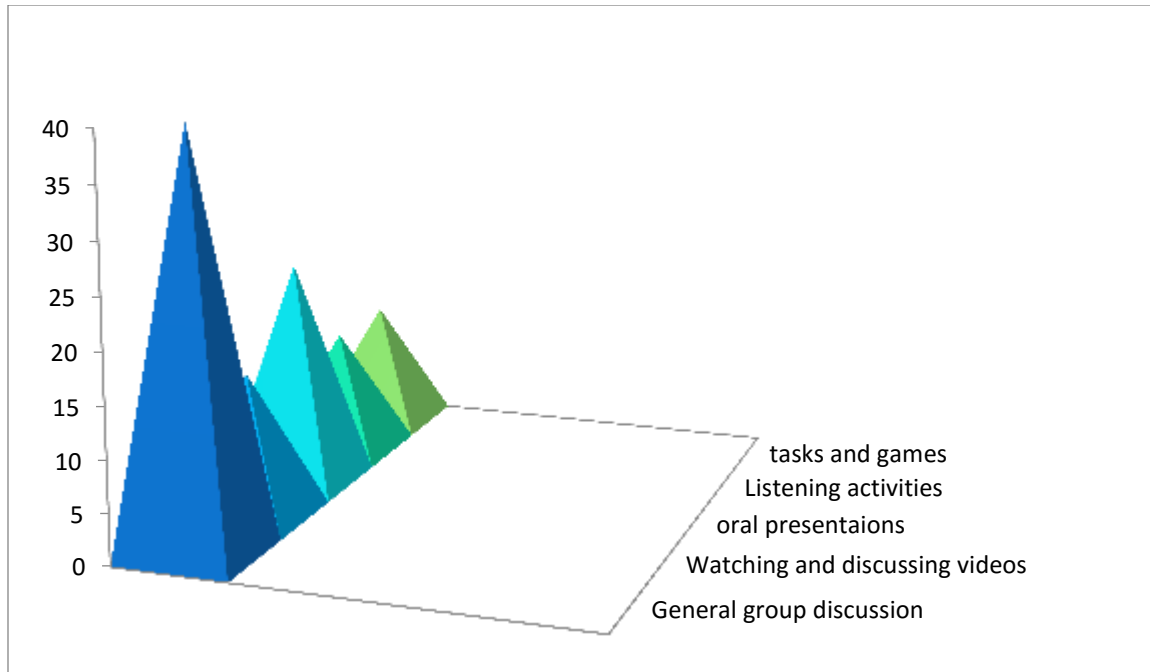 40
35
30
25
20
15
10
5
0
tasks and games
Listening activities
oral presentaions
Watching and discussing videos
General group discussion